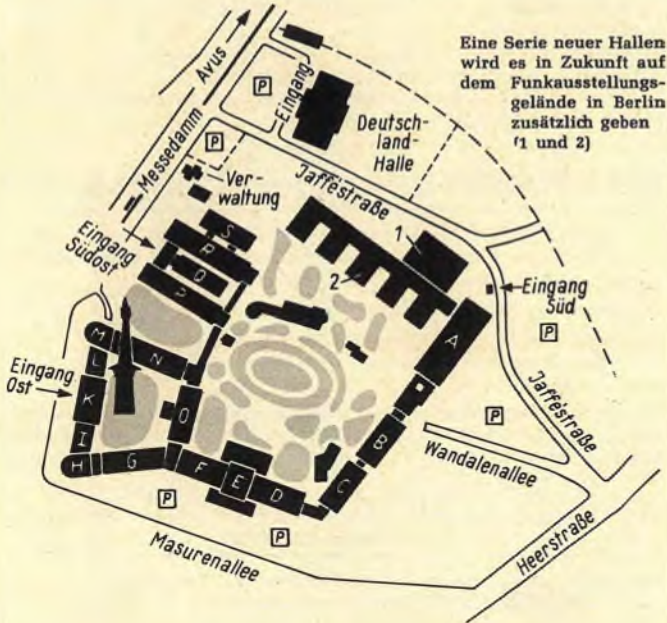 Eine Serie neuer Hallen
wird es in Zukunft auf
dem Funkausstellungs-
gelände in Berlin
zusätzlich geben
(1 und 2)
Avus
Messedamm
Eingang
P
P
Deutsch-
land-
Halle
Ver-
waltung
Jafféstraße
Eingang
Südost
S
R
Q
P
1
2
Eingang
Süd
P
A
Jafféstraße
P
Wandalenallee
B
C
M
L
N
Eingang
Ost
K
I
O
H
G
F
E
D
P
P
Masurenallee
Heerstraße